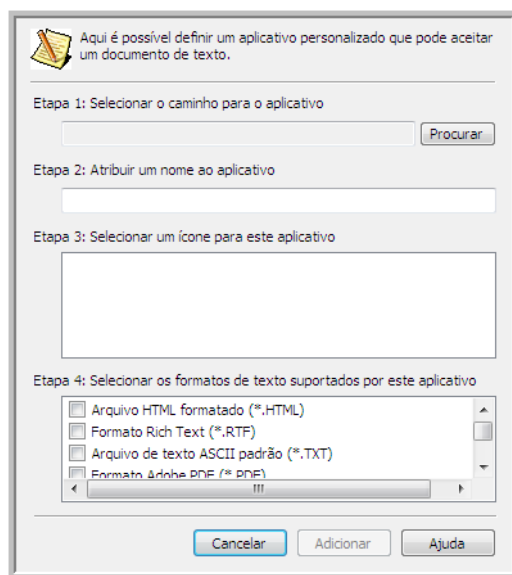 Aqui é possível definir um aplicativo personalizado que pode aceitar
um documento de texto.
Etapa 1: Selecionar o caminho para o aplicativo
Procurar
Etapa 2: Atribuir um nome ao aplicativo
Etapa 3: Selecionar um ícone para este aplicativo
Etapa 4: Selecionar os formatos de texto suportados por este aplicativo
Arquivo HTML formatado (*.HTML)
Formato Rich Text (*.RTF)
Arquivo de texto ASCII padrão (*.TXT)
Formato Adobe PDF (*.PDF)
Cancelar Adicionar Ajuda